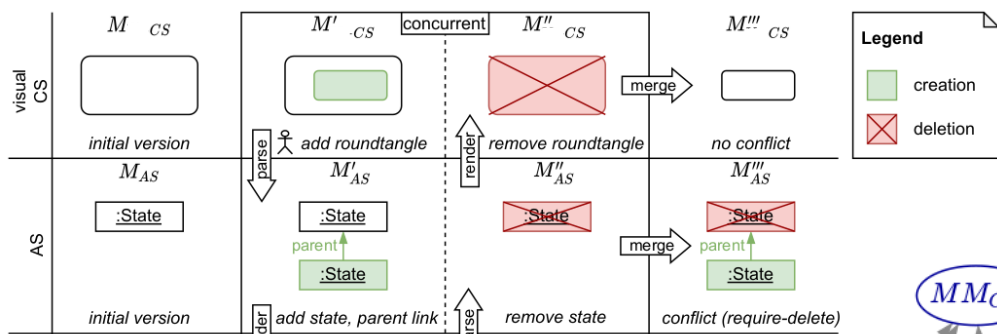 M CS M′ CS concurrent M″ CS M‴ CS
Legend
visual CS
merge
creation
deletion
initial version add roundtangle remove roundtangle no conflict
parse render
M_AS M′_AS M″_AS M‴_AS
:State :State :State :State
AS
parent merge parent
:State :State
initial version add state, parent link remove state conflict (require-delete)